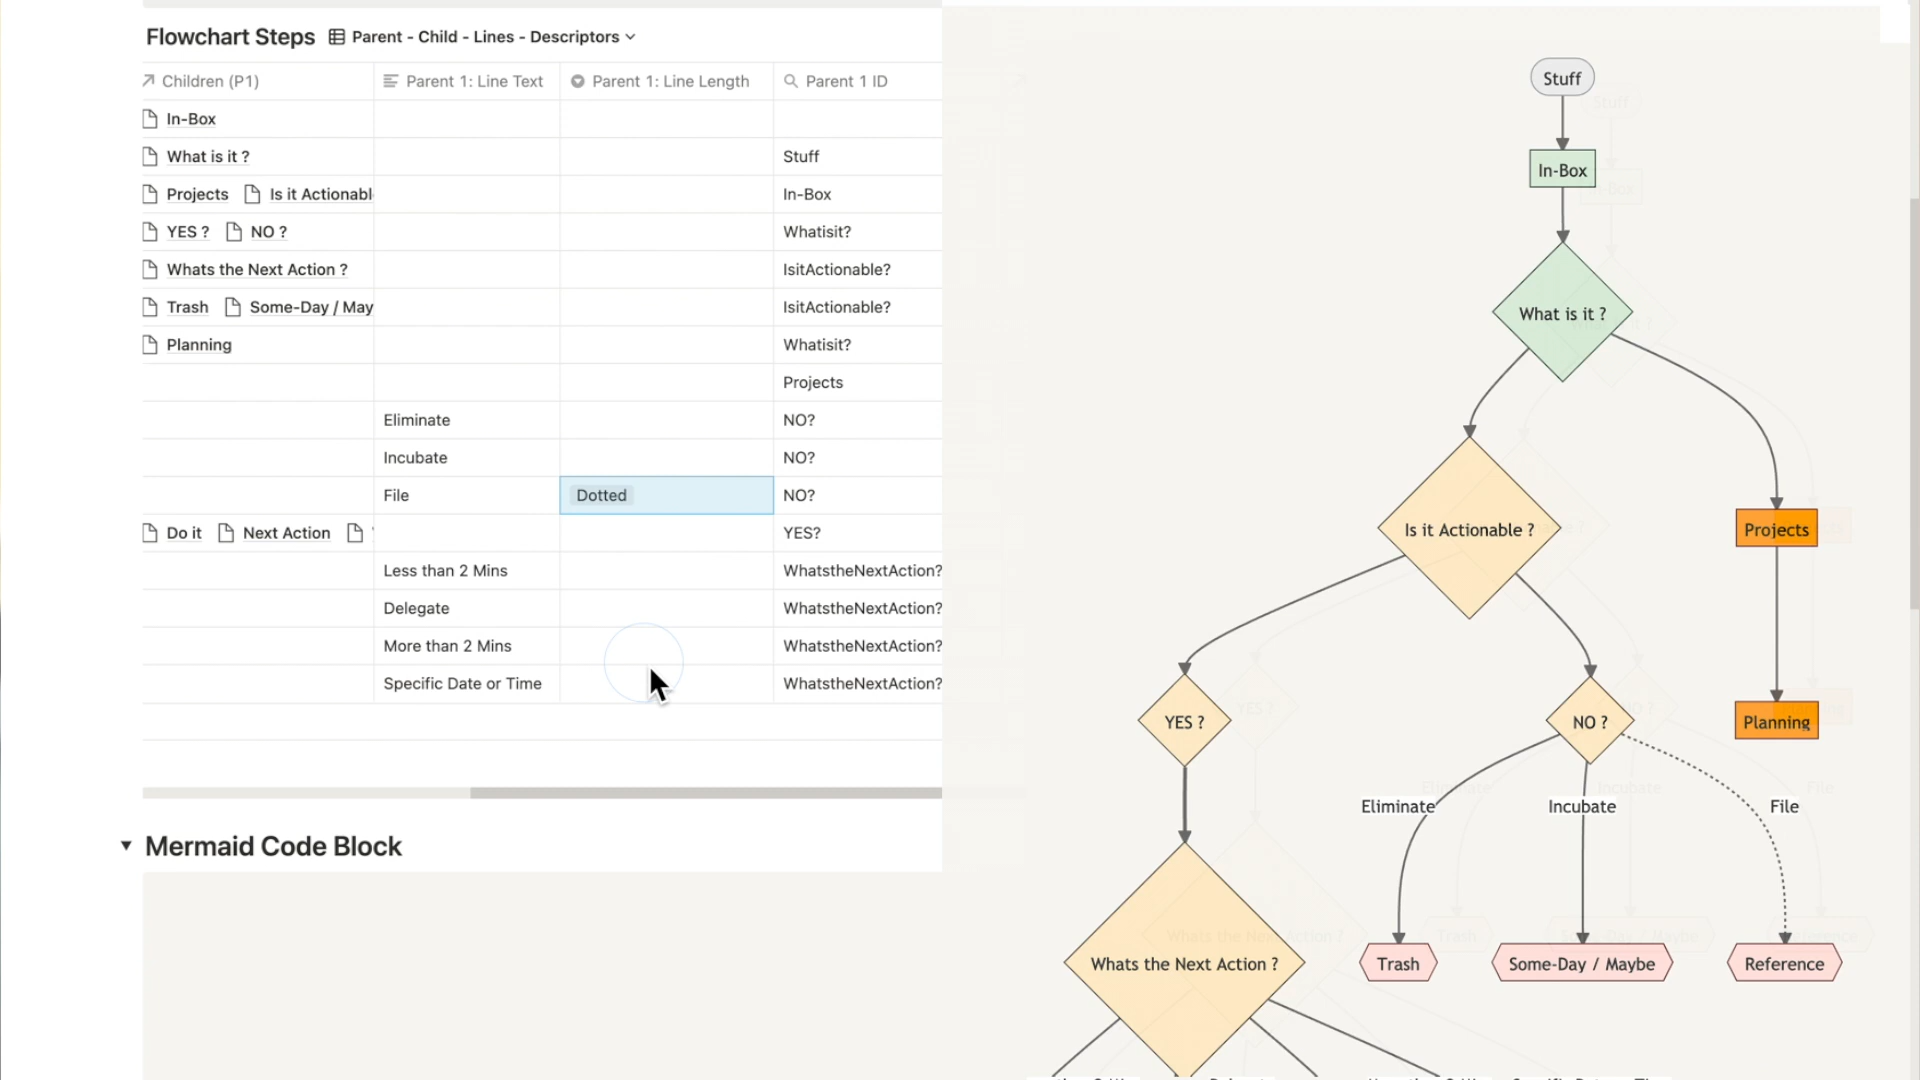 Flowchart Steps Parent - Child - Lines - Descriptors
Children (P1) Parent 1: Line Text Parent 1: Line Length Parent 1 ID
In-Box
What is it ? Stuff
Projects Is it Actionabl In-Box
YES ? NO ? Whatisit?
Whats the Next Action ? IsitActionable?
Trash Some-Day / May IsitActionable?
Planning Whatisit?
Projects
Eliminate NO?
Incubate NO?
File Dotted NO?
Do it Next Action YES?
Less than 2 Mins WhatstheNextAction?
Delegate WhatstheNextAction?
More than 2 Mins WhatstheNextAction?
Specific Date or Time WhatstheNextAction?
Mermaid Code Block
Stuff
In-Box
What is it ?
Is it Actionable ?
Projects
YES ?
NO ?
Planning
Eliminate
Incubate
File
Whats the Next Action ?
Trash
Some-Day / Maybe
Reference